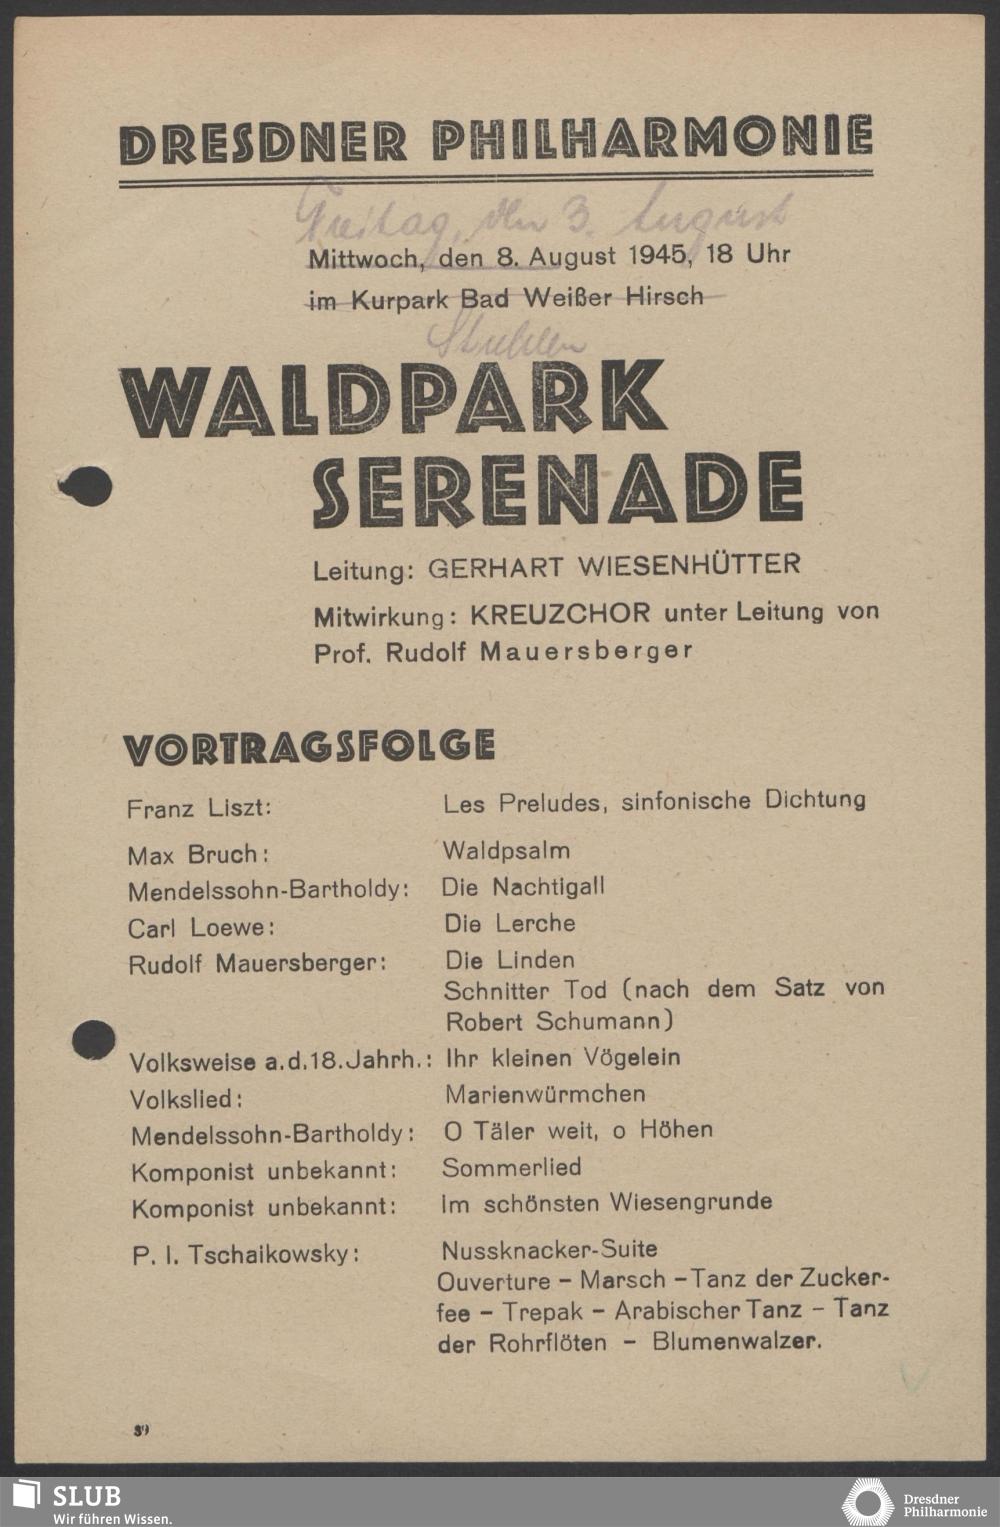 DRESDNER PHILHARMONIE
Freitag, den 3. August
Mittwoch, den 8. August 1945, 18 Uhr
im Kurpark Bad Weißer Hirsch
WALDPARK
SERENADE
Leitung: GERHART WIESENHÜTTER
Mitwirkung: KREUZCHOR unter Leitung von
Prof. Rudolf Mauersberger
VORTRAGSFOLGE
Franz Liszt: Les Preludes, sinfonische Dichtung
Max Bruch: Waldpsalm
Mendelssohn-Bartholdy: Die Nachtigall
Carl Loewe: Die Lerche
Rudolf Mauersberger: Die Linden
Schnitter Tod (nach dem Satz von
Robert Schumann)
Volksweise a.d.18.Jahrh.: Ihr kleinen Vögelein
Volkslied: Marienwürmchen
Mendelssohn-Bartholdy: O Täler weit, o Höhen
Komponist unbekannt: Sommerlied
Komponist unbekannt: Im schönsten Wiesengrunde
P. I. Tschaikowsky: Nussknacker-Suite
Ouverture – Marsch – Tanz der Zucker-
fee – Trepak – Arabischer Tanz – Tanz
der Rohrflöten – Blumenwalzer.
39
SLUB
Wir führen Wissen.
Dresdner
Philharmonie